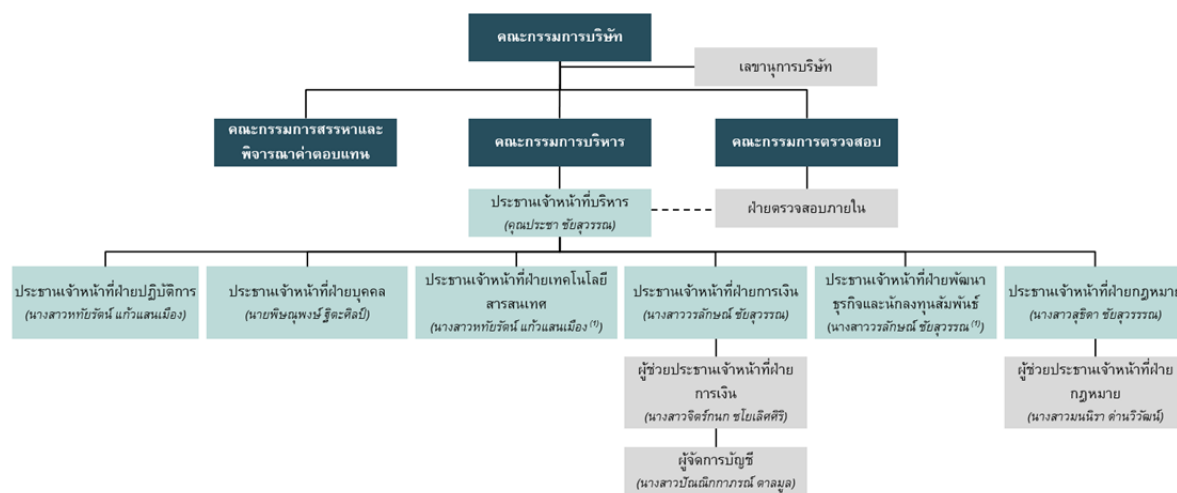 คณะกรรมการบริษัท
เลขานุการบริษัท
คณะกรรมการสรรหาและ
พิจารณาค่าตอบแทน
คณะกรรมการบริหาร
คณะกรรมการตรวจสอบ
ประธานเจ้าหน้าที่บริหาร
(คุณประชา ชัยสุวรรณ)
ฝ่ายตรวจสอบภายใน
ประธานเจ้าหน้าที่ฝ่ายปฏิบัติการ
(นางสาวหทัยรัตน์ แก้วแสนเมือง)
ประธานเจ้าหน้าที่ฝ่ายบุคคล
(นายพิษณุพงษ์ ฐิตะศิลป์)
ประธานเจ้าหน้าที่ฝ่ายเทคโนโลยี
สารสนเทศ
(นางสาวหทัยรัตน์ แก้วแสนเมือง (1))
ประธานเจ้าหน้าที่ฝ่ายการเงิน
(นางสาววรลักษณ์ ชัยสุวรรณ)
ประธานเจ้าหน้าที่ฝ่ายพัฒนา
ธุรกิจและนักลงทุนสัมพันธ์
(นางสาววรลักษณ์ ชัยสุวรรณ (1))
ประธานเจ้าหน้าที่ฝ่ายกฎหมาย
(นางสาวสุธิดา ชัยสุวรรรณ)
ผู้ช่วยประธานเจ้าหน้าที่ฝ่าย
การเงิน
(นางสาวจิตร์กนก ชโยเลิศศิริ)
ผู้ช่วยประธานเจ้าหน้าที่ฝ่าย
กฎหมาย
(นางสาวมนนิรา ด่านวิวัฒน์)
ผู้จัดการบัญชี
(นางสาวปัณณิกกาภรณ์ ตาลมูล)